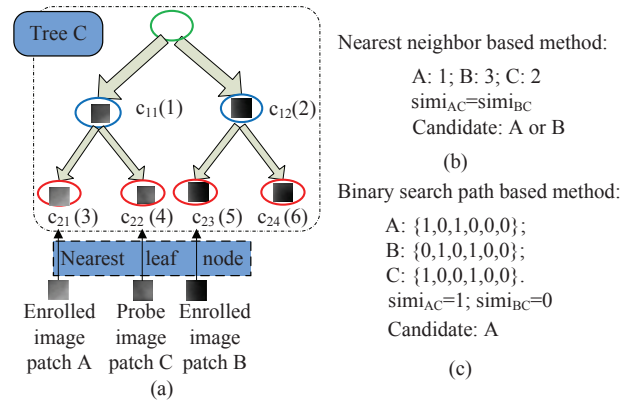 Tree C
c11(1)
c12(2)
c21(3)
c22(4)
c23(5)
c24(6)
Nearest leaf node
Enrolled image patch A
Probe image patch C
Enrolled image patch B
(a)
Nearest neighbor based method:
A: 1; B: 3; C: 2
simiAC=simiBC
Candidate: A or B
(b)
Binary search path based method:
A: {1,0,1,0,0,0};
B: {0,1,0,1,0,0};
C: {1,0,0,1,0,0}.
simiAC=1; simiBC=0
Candidate: A
(c)